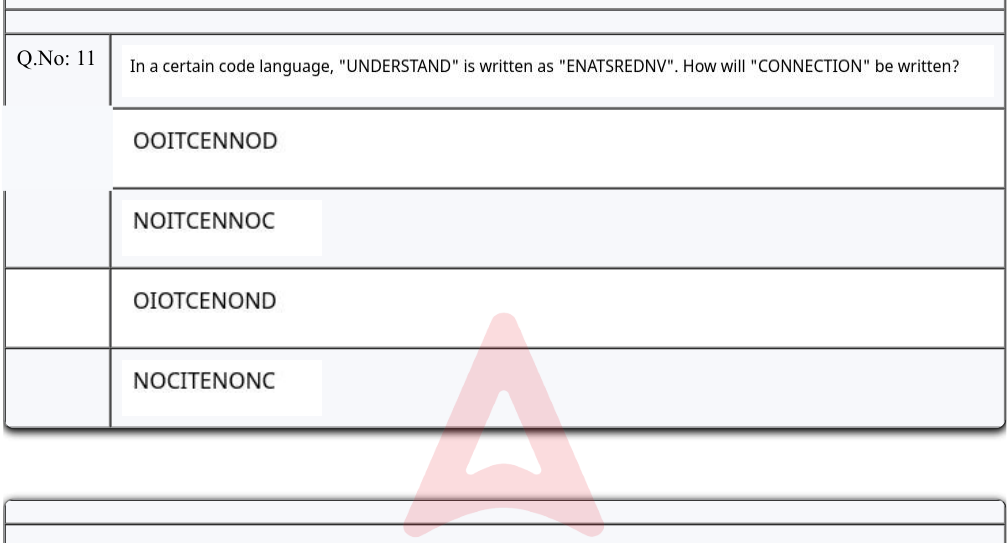 Q.No: 11
In a certain code language, "UNDERSTAND" is written as "ENATSREDNV". How will "CONNECTION" be written?
OOITCENNOD
NOITCENNOC
OIOTCENOND
NOCITENONC